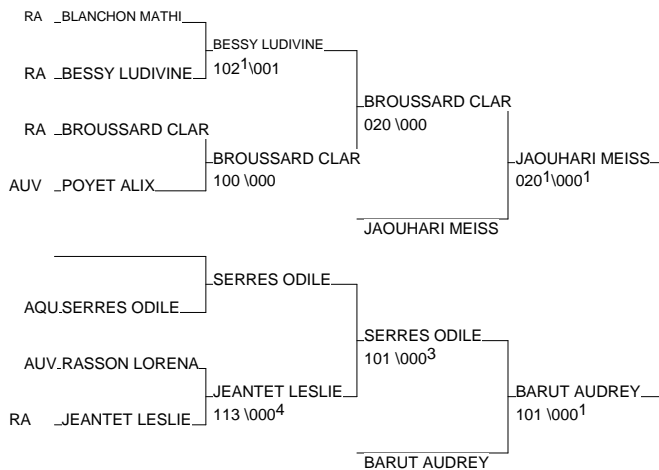 RA BLANCHON MATHI
BESSY LUDIVINE
RA BESSY LUDIVINE 102¹\001
BROUSSARD CLAR
020 \000
RA BROUSSARD CLAR
BROUSSARD CLAR JAOUHARI MEISS
AUV POYET ALIX 100 \000 020¹\000¹
JAOUHARI MEISS
SERRES ODILE
AQU SERRES ODILE
SERRES ODILE
101 \000³
AUV RASSON LORENA
JEANTET LESLIE BARUT AUDREY
RA JEANTET LESLIE 113 \000⁴ 101 \000¹
BARUT AUDREY